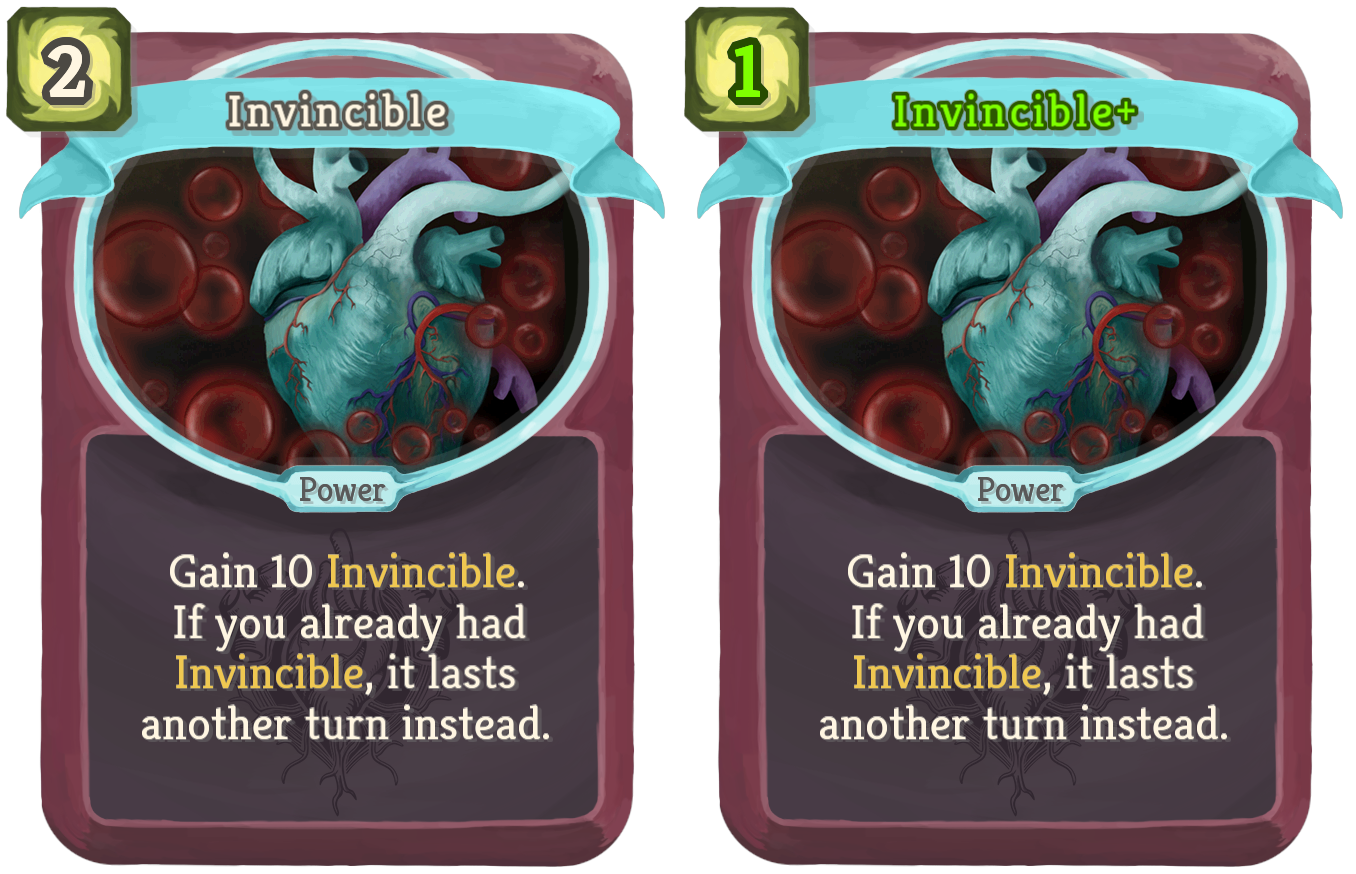 2
Invincible
Power
Gain 10 Invincible.
If you already had
Invincible, it lasts
another turn instead.
1
Invincible+
Power
Gain 10 Invincible.
If you already had
Invincible, it lasts
another turn instead.